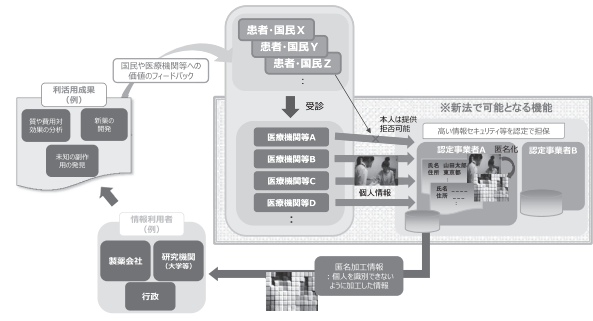 患者・国民X
患者・国民Y
患者・国民Z
:
受診
国民や医療機関等への
価値のフィードバック
利活用成果
(例)
質や費用対
効果の分析
新薬の
開発
未知の副作
用の発見
医療機関等A
医療機関等B
医療機関等C
医療機関等D
:
※新法で可能となる機能
本人は提供
拒否可能
高い情報セキュリティ等を認定で担保
認定事業者A
認定事業者B
匿名化
氏名 山田太郎
住所 東京都
:
氏名
住所
個人情報
情報利用者
(例)
製薬会社
研究機関
(大学等)
行政
匿名加工情報
:個人を識別できない
ように加工した情報